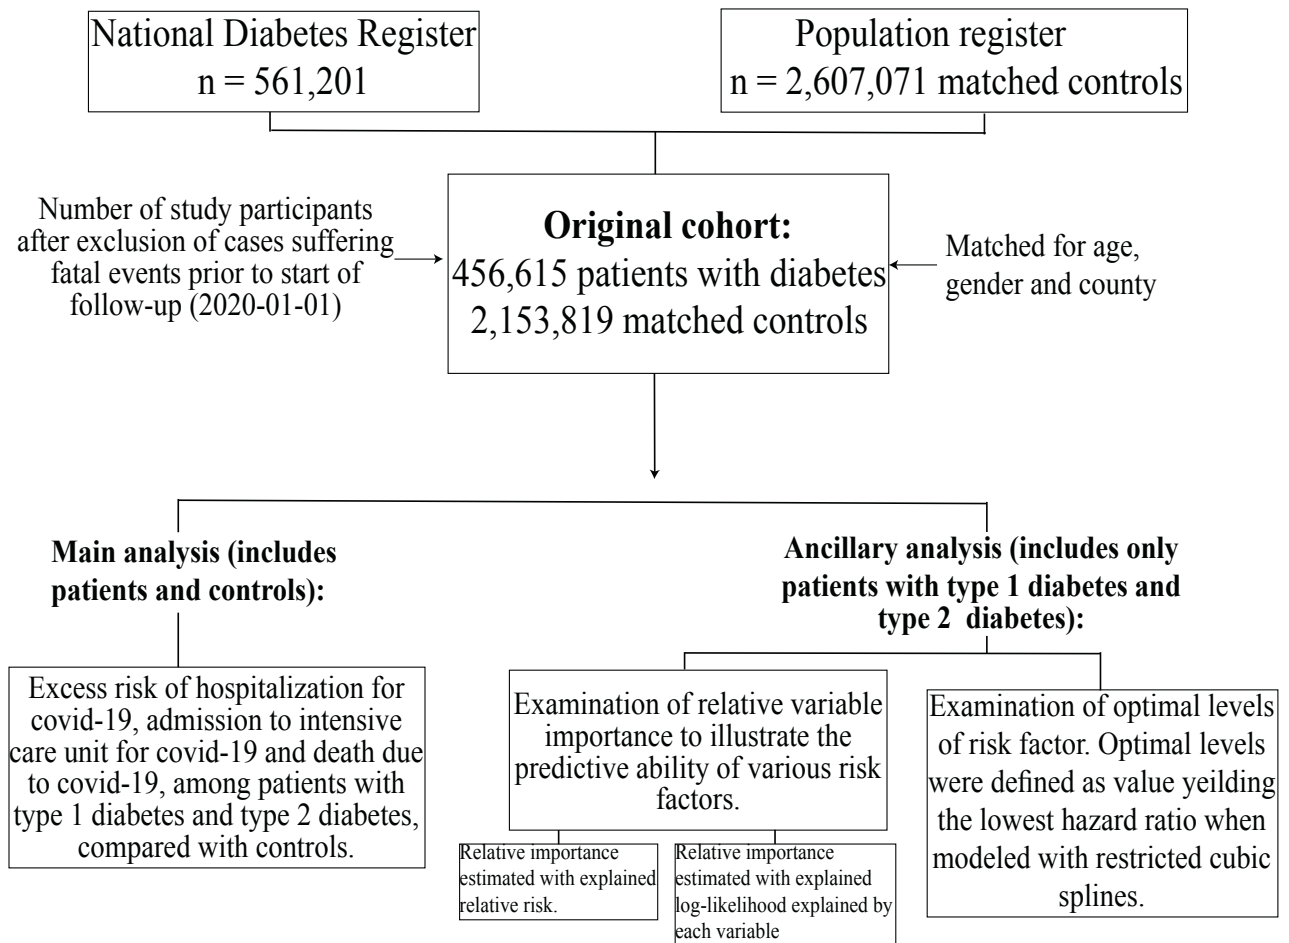 National Diabetes Register
n = 561,201
Population register
n = 2,607,071 matched controls
Number of study participants
after exclusion of cases suffering
fatal events prior to start of
follow-up (2020-01-01)
Original cohort:
456,615 patients with diabetes
2,153,819 matched controls
Matched for age,
gender and county
Main analysis (includes
patients and controls):
Ancillary analysis (includes only
patients with type 1 diabetes and
type 2 diabetes):
Excess risk of hospitalization for
covid-19, admission to intensive
care unit for covid-19 and death due
to covid-19, among patients with
type 1 diabetes and type 2 diabetes,
compared with controls.
Examination of relative variable
importance to illustrate the
predictive ability of various risk
factors.
Examination of optimal levels
of risk factor. Optimal levels
were defined as value yeilding
the lowest hazard ratio when
modeled with restricted cubic
splines.
Relative importance
estimated with explained
relative risk.
Relative importance
estimated with explained
log-likelihood explained by
each variable